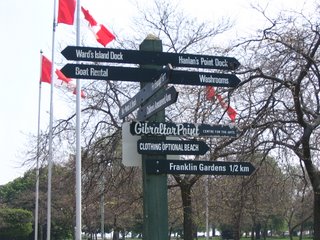 Ward's Island Dock
Hanlan's Point Dock
Boat Rental
Washrooms
Gibraltar Point
CENTRE FOR THE ARTS
CLOTHING OPTIONAL BEACH
Franklin Gardens 1/2 km